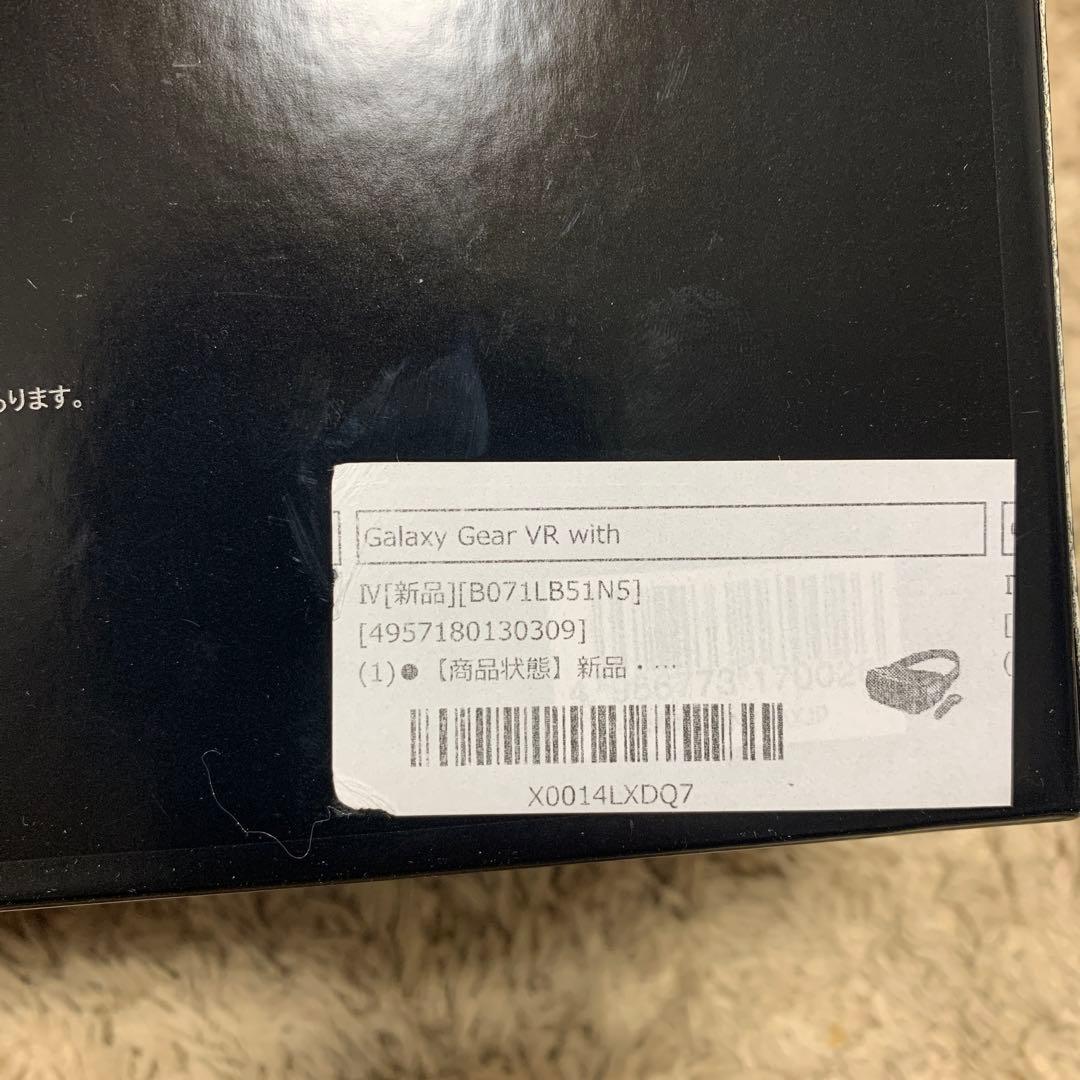 ります。
Galaxy Gear VR with
Ⅳ[新品][B071LB51N5]
[4957180130309]
(1)●【商品状態】新品・…
X0014LXDQ7